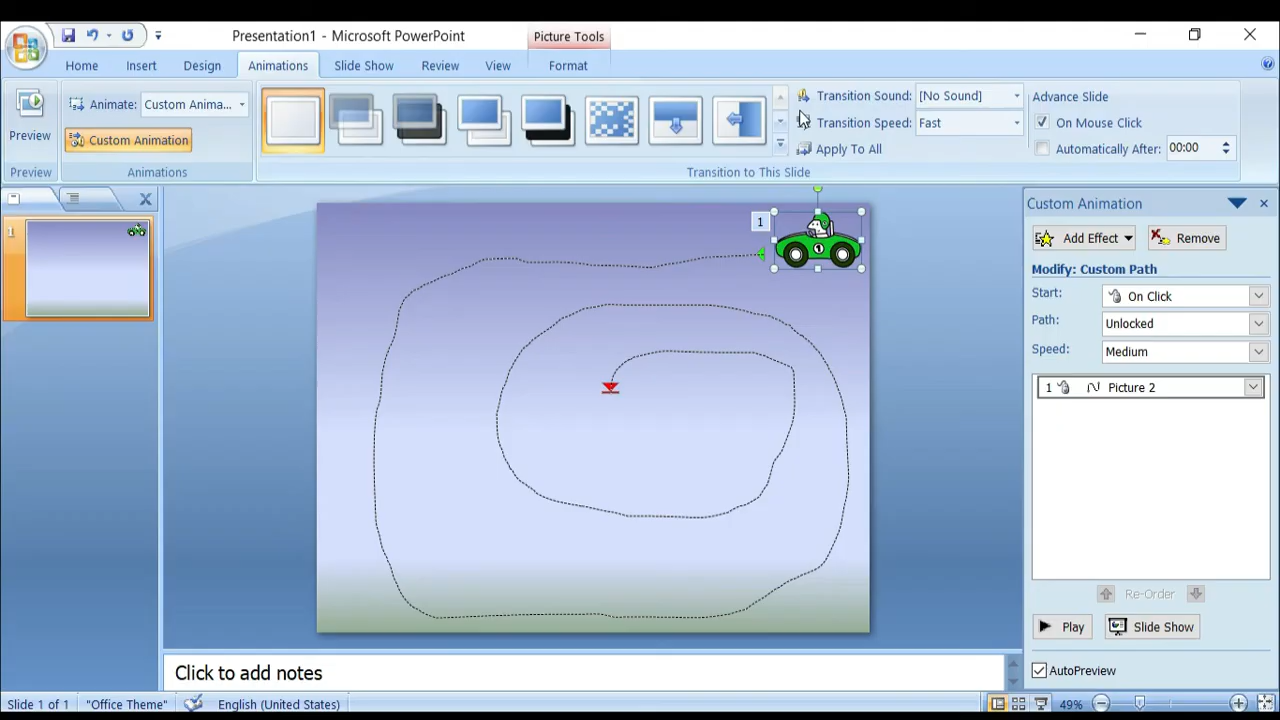 Presentation1 - Microsoft PowerPoint
Picture Tools
Home
Insert
Design
Animations
Slide Show
Review
View
Format
Preview
Preview
Animate: Custom Anima...
Custom Animation
Animations
Transition Sound: [No Sound]
Transition Speed: Fast
Apply To All
Transition to This Slide
Advance Slide
On Mouse Click
Automatically After: 00:00
1
1
1
Custom Animation
Add Effect
Remove
Modify: Custom Path
Start: On Click
Path: Unlocked
Speed: Medium
1 Picture 2
Re-Order
Play
Slide Show
AutoPreview
Click to add notes
Slide 1 of 1
"Office Theme"
English (United States)
49%